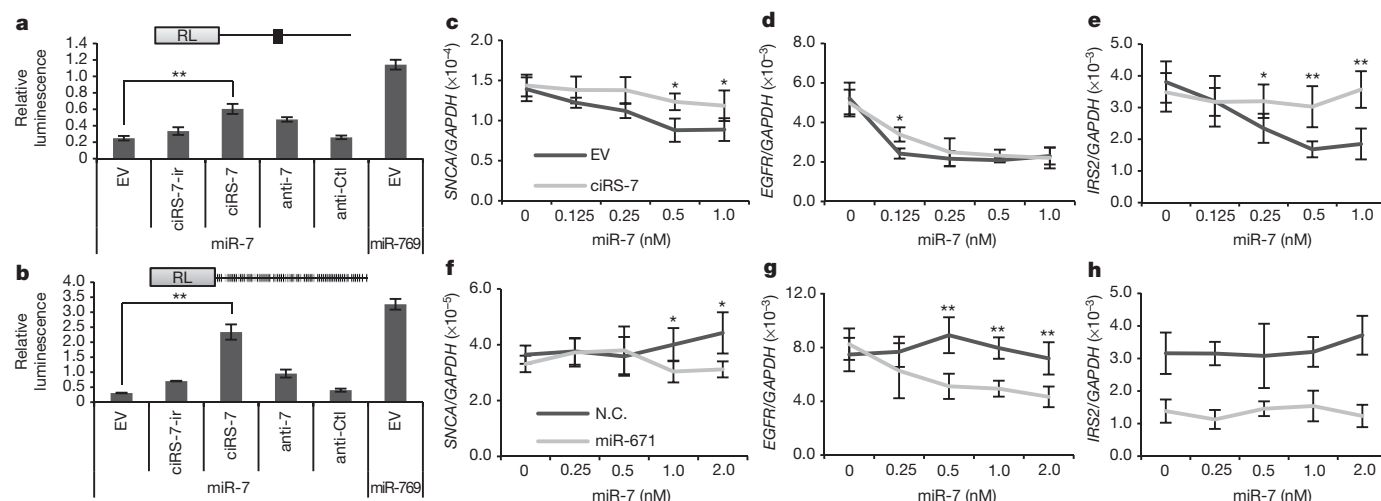 a
RL
Relative
luminescence
1.4
1.2
1.0
0.8
0.6
0.4
0.2
0
**
EV
ciRS-7-ir
ciRS-7
anti-7
anti-Ctl
EV
miR-7
miR-769
b
RL
Relative
luminescence
4.0
3.5
3.0
2.5
2.0
1.5
1.0
0.5
0
**
EV
ciRS-7-ir
ciRS-7
anti-7
anti-Ctl
EV
miR-7
miR-769
c
SNCA/GAPDH (×10⁻⁴)
2.0
1.5
1.0
1.0
0.0
* *
EV
ciRS-7
0 0.125 0.25 0.5 1.0
miR-7 (nM)
d
EGFR/GAPDH (×10⁻³)
8.0
6.0
4.0
2.0
0.0
*
0 0.125 0.25 0.5 1.0
miR-7 (nM)
e
IRS2/GAPDH (×10⁻³)
5.0
4.0
3.0
2.0
1.0
0.0
* ** **
0 0.125 0.25 0.5 1.0
miR-7 (nM)
f
SNCA/GAPDH (×10⁻⁵)
6.0
4.0
2.0
0.0
* *
N.C.
miR-671
0 0.25 0.5 1.0 2.0
miR-7 (nM)
g
EGFR/GAPDH (×10⁻³)
12.0
8.0
4.0
0.0
** ** **
0 0.25 0.5 1.0 2.0
miR-7 (nM)
h
IRS2/GAPDH (×10⁻³)
5.0
4.0
3.0
2.0
1.0
0.0
0 0.25 0.5 1.0 2.0
miR-7 (nM)